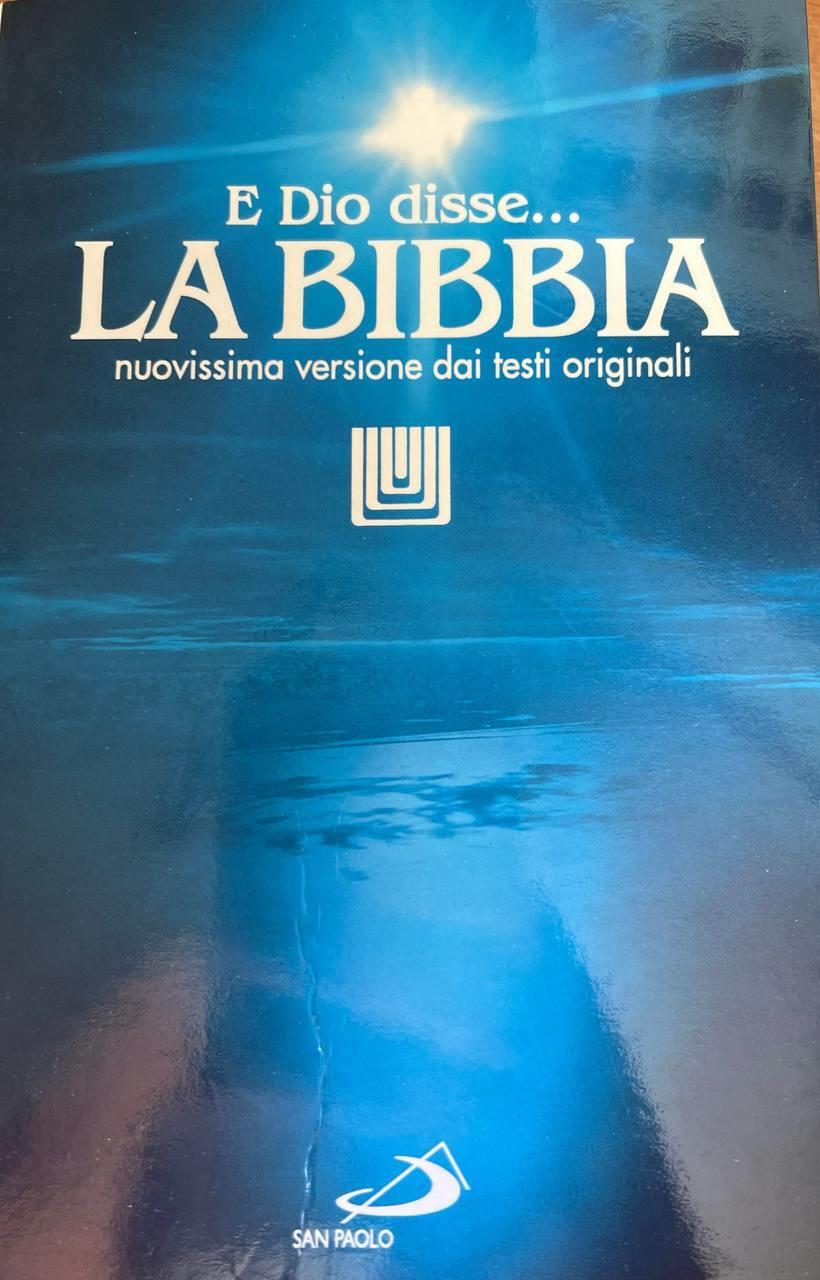 E Dio disse...
LA BIBBIA
nuovissima versione dai testi originali
SAN PAOLO